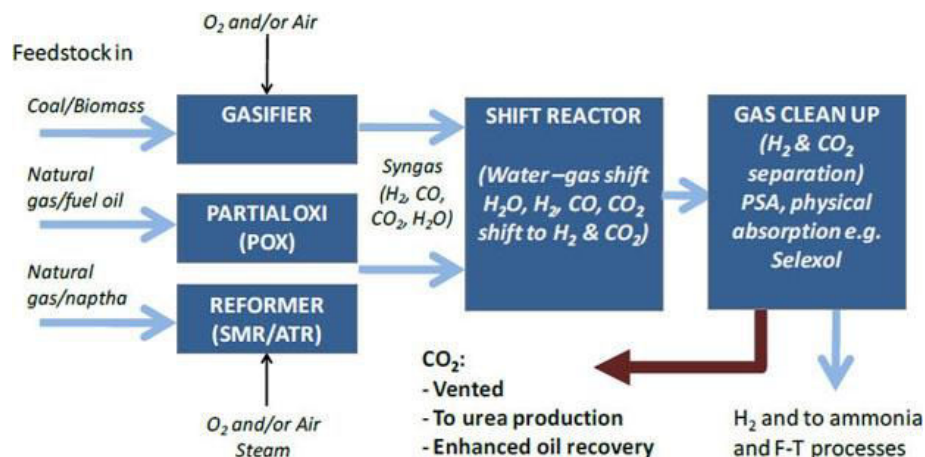 O₂ and/or Air
Feedstock in
Coal/Biomass
GASIFIER
Natural
gas/fuel oil
PARTIAL OXI
(POX)
Natural
gas/naptha
REFORMER
(SMR/ATR)
O₂ and/or Air
Steam
Syngas
(H₂, CO,
CO₂, H₂O)
SHIFT REACTOR
(Water–gas shift
H₂O, H₂, CO, CO₂
shift to H₂ & CO₂)
GAS CLEAN UP
(H₂ & CO₂
separation)
PSA, physical
absorption e.g.
Selexol
CO₂:
- Vented
- To urea production
- Enhanced oil recovery
H₂ and to ammonia
and F-T processes